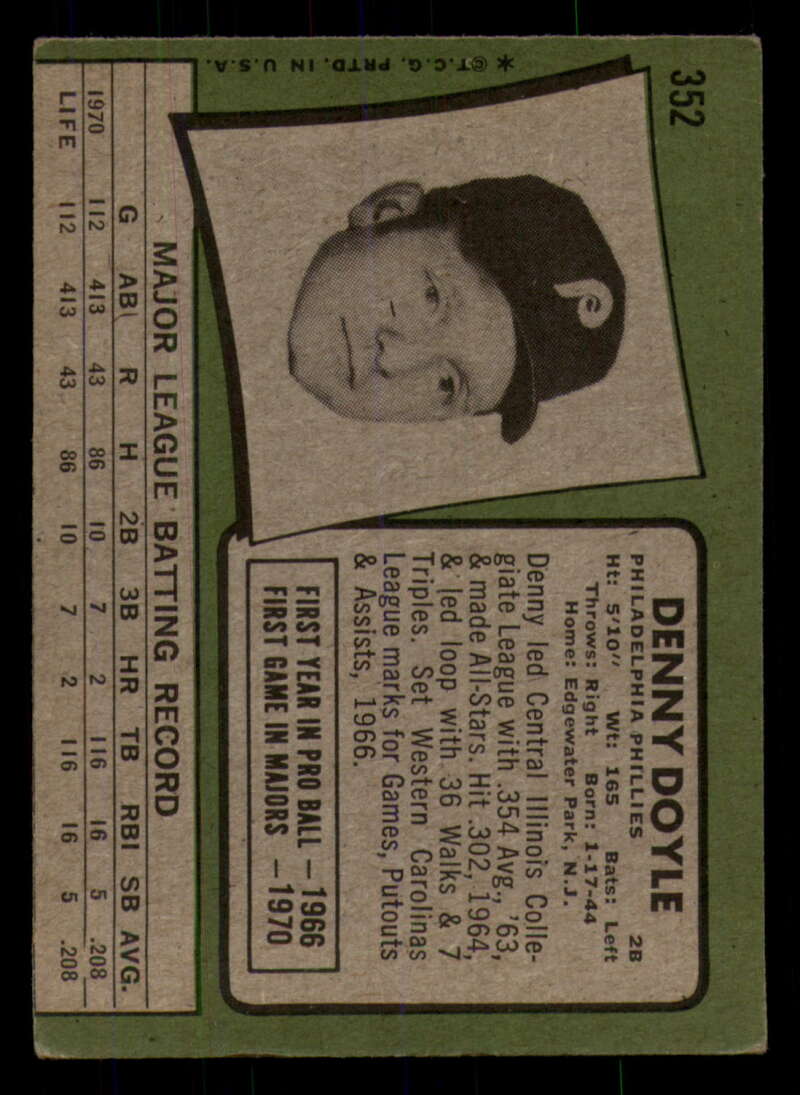 352
*©T.C.G. PRTD. IN U.S.A.
P
DENNY DOYLE
PHILADELPHIA PHILLIES 2B
Ht: 5'10" Wt: 165 Bats: Left
Throws: Right Born: 1-17-44
Home: Edgewater Park, N.J.
Denny led Central Illinois Colle-
giate League with .354 Avg., '63,
& made All-Stars. Hit .302, 1964,
& led loop with 36 Walks & 7
Triples. Set Western Carolinas
League marks for Games, Putouts
& Assists, 1966.
FIRST YEAR IN PRO BALL — 1966
FIRST GAME IN MAJORS — 1970
MAJOR LEAGUE BATTING RECORD
G AB R H 2B 3B HR TB RBI SB AVG.
1970 112 413 43 86 10 7 2 116 16 5 .208
LIFE 112 413 43 86 10 7 2 116 16 5 .208